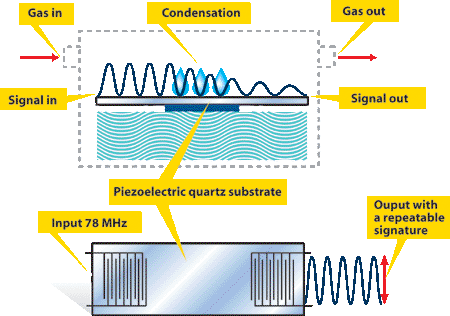 Gas in
Condensation
Gas out
Signal in
Signal out
Piezoelectric quartz substrate
Input 78 MHz
Ouput with
a repeatable
signature